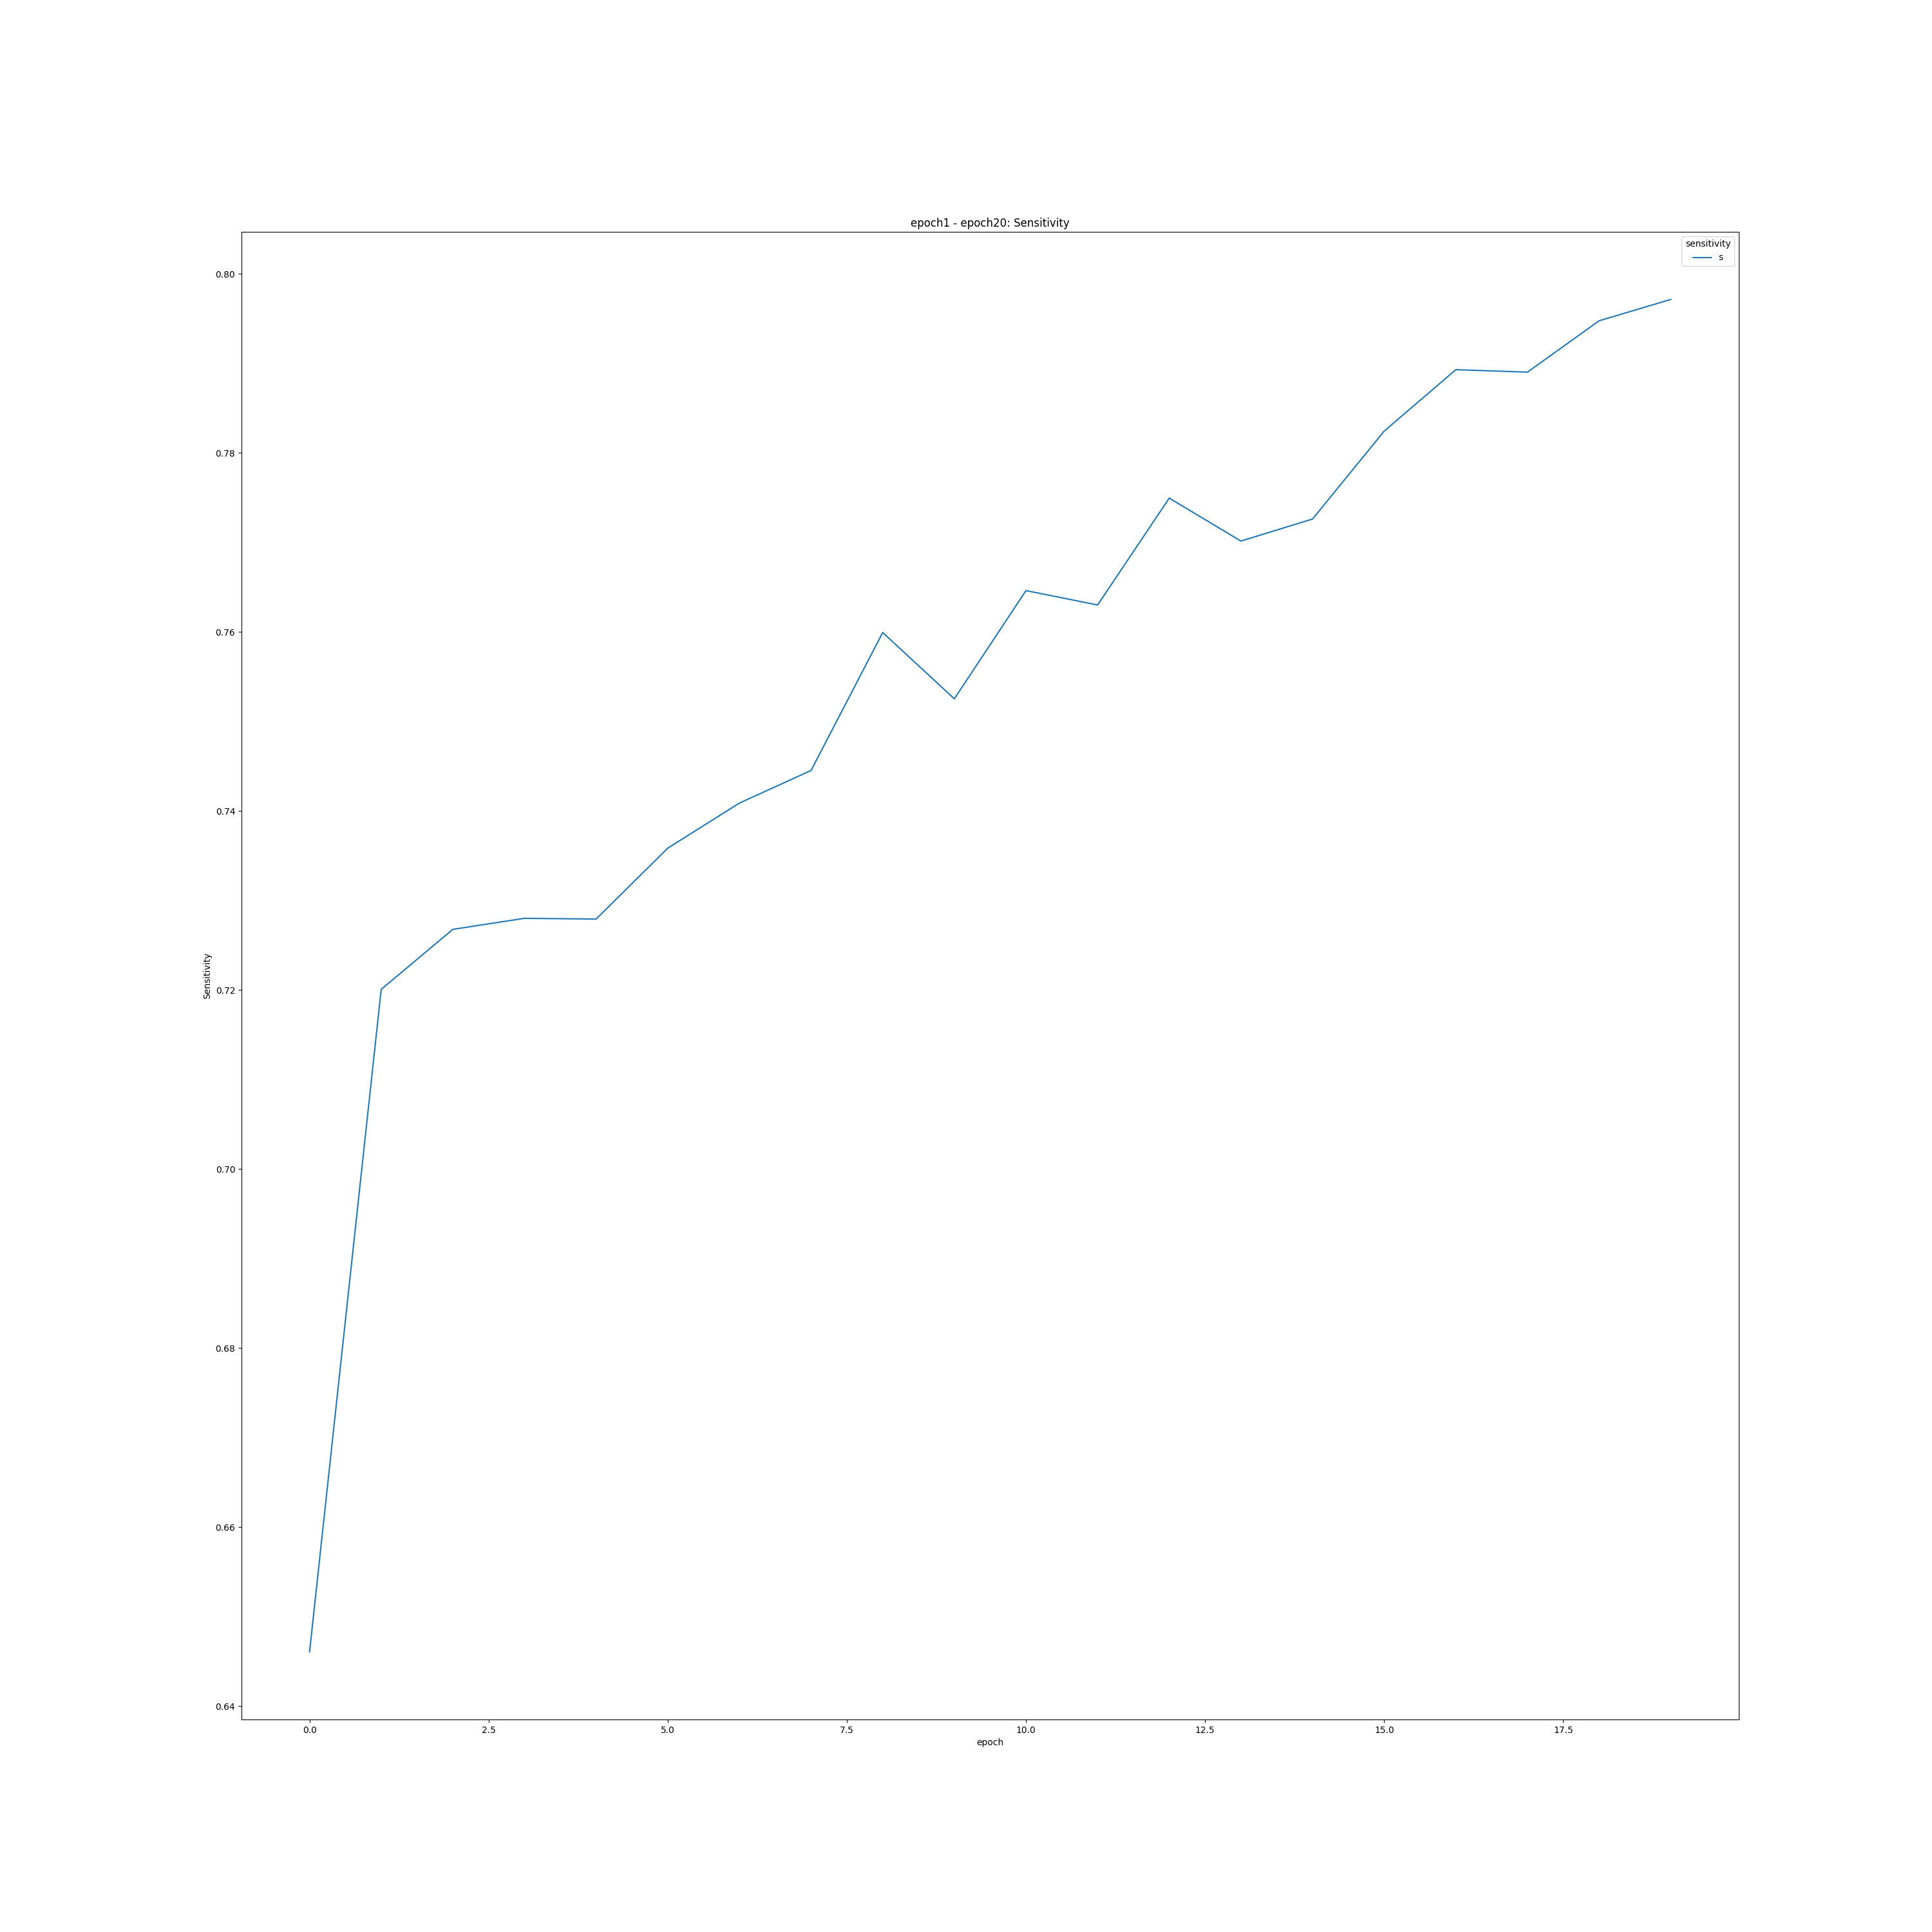 epoch1 - epoch20: Sensitivity
sensitivity
s
0.80
0.78
0.76
0.74
0.72
0.70
0.68
0.66
0.64
Sensitivity
0.0 2.5 5.0 7.5 10.0 12.5 15.0 17.5
epoch